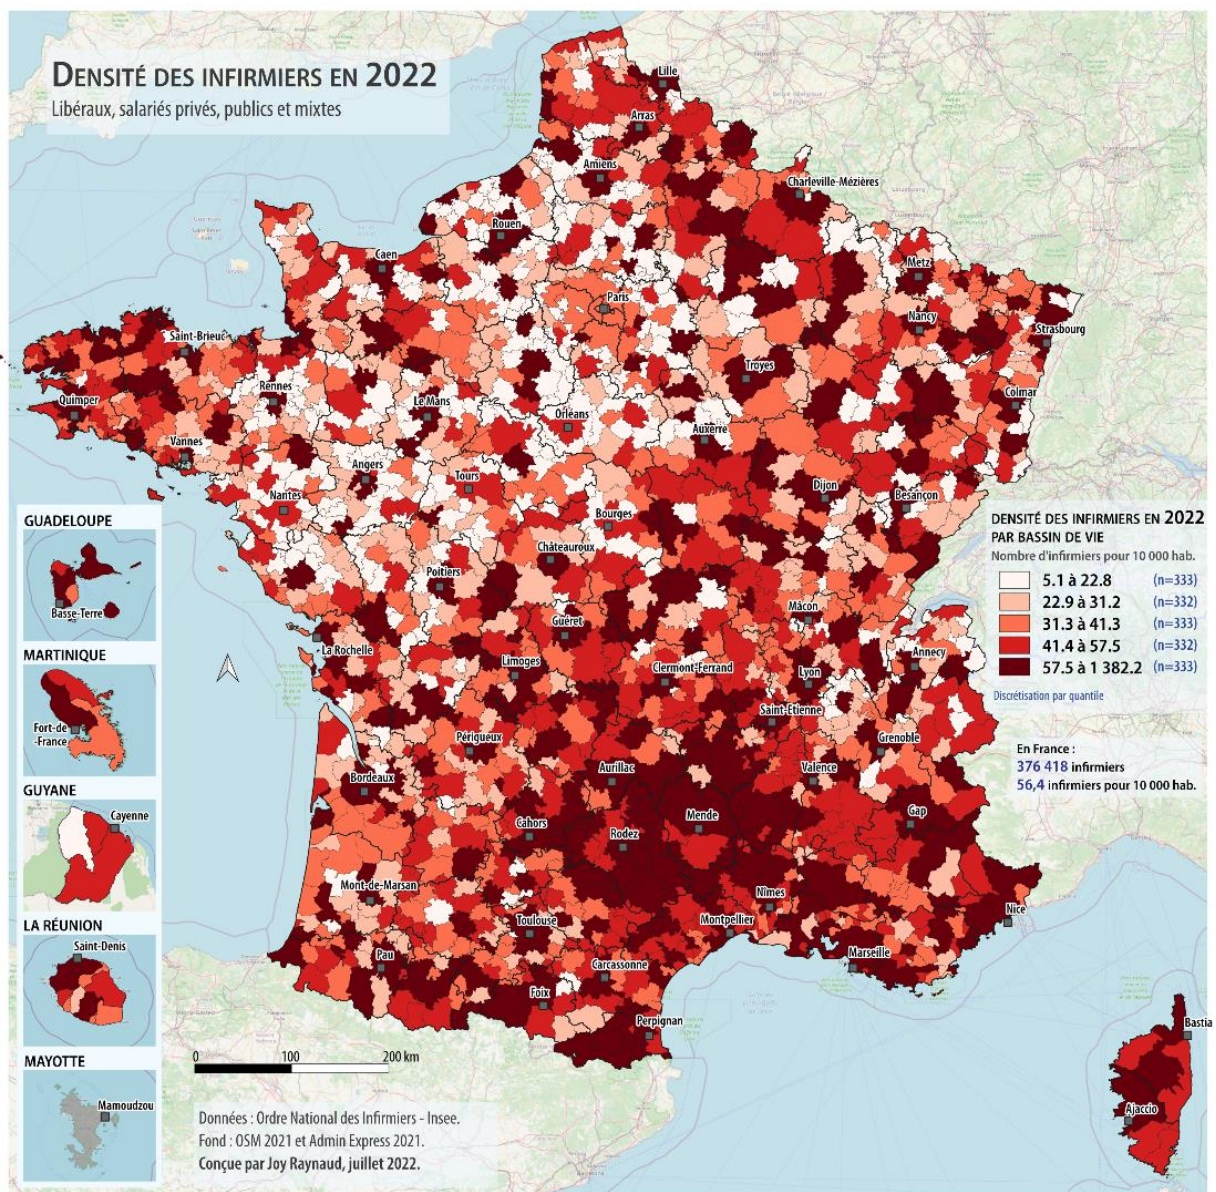 DENSITÉ DES INFIRMIERS EN 2022
Libéraux, salariés privés, publics et mixtes
Lille
Arras
Amiens
Charleville-Mézières
Rouen
Caen
Metz
Paris
Nancy
Strasbourg
Saint-Brieuc
Troyes
Rennes
Colmar
Quimper
Le Mans
Orléans
Auxerre
Vannes
Angers
Tours
Dijon
Besançon
Nantes
Bourges
Châteauroux
Poitiers
Mâcon
Guéret
La Rochelle
Annecy
Limoges
Clermont-Ferrand
Lyon
Saint-Etienne
Périgueux
Grenoble
Bordeaux
Aurillac
Valence
Cahors
Mende
Gap
Rodez
Mont-de-Marsan
Nîmes
Toulouse
Montpellier
Nice
Pau
Marseille
Carcassonne
Foix
Perpignan
Bastia
Ajaccio
GUADELOUPE
Basse-Terre
MARTINIQUE
Fort-de
-France
GUYANE
Cayenne
LA RÉUNION
Saint-Denis
MAYOTTE
Mamoudzou
DENSITÉ DES INFIRMIERS EN 2022
PAR BASSIN DE VIE
Nombre d'infirmiers pour 10 000 hab.
5.1 à 22.8 (n=333)
22.9 à 31.2 (n=332)
31.3 à 41.3 (n=333)
41.4 à 57.5 (n=332)
57.5 à 1 382.2 (n=333)
Discrétisation par quantile
En France :
376 418 infirmiers
56,4 infirmiers pour 10 000 hab.
0 100 200 km
Données : Ordre National des Infirmiers - Insee.
Fond : OSM 2021 et Admin Express 2021.
Conçue par Joy Raynaud, juillet 2022.